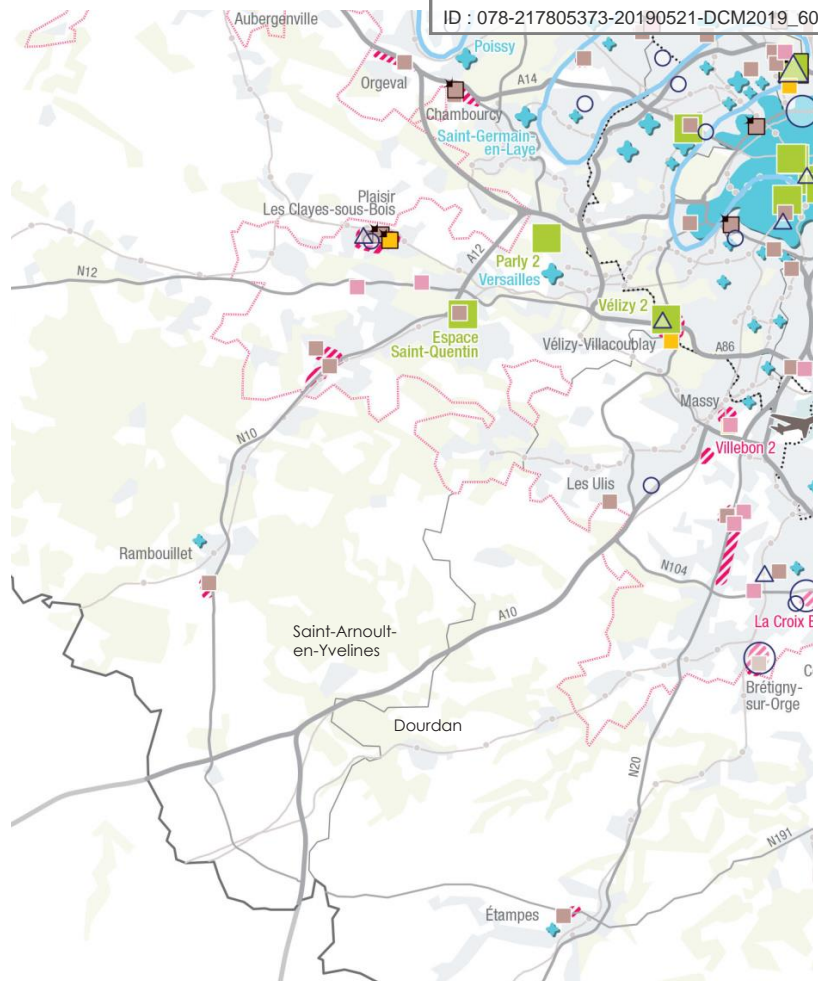 ID : 078-217805373-20190521-DCM2019_60
Aubergenville
Poissy
Orgeval
A14
Chambourcy
Saint-Germain-
en-Laye
Plaisir
Les Clayes-sous-Bois
A12
Parly 2
Versailles
N12
Vélizy 2
Espace
Saint-Quentin
Vélizy-Villacoublay
A86
Massy
N10
Villebon 2
Les Ulis
Rambouillet
N104
A10
La Croix B
Saint-Arnoult-
en-Yvelines
Brétigny-
sur-Orge
Dourdan
N20
N191
Étampes